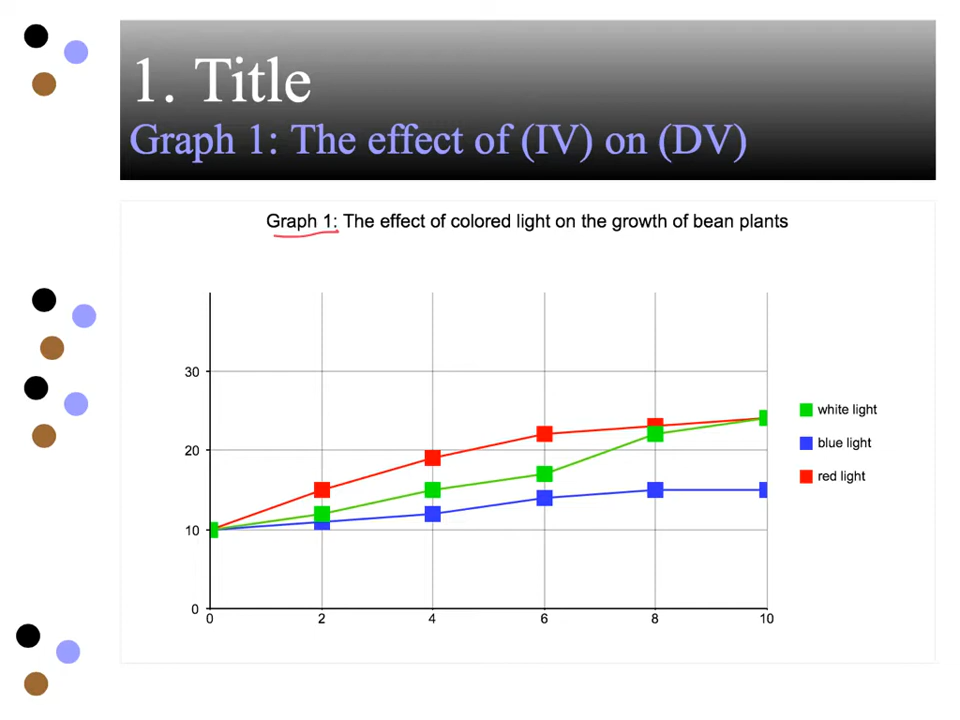 1. Title
Graph 1: The effect of (IV) on (DV)
Graph 1: The effect of colored light on the growth of bean plants
30
20
10
0
0 2 4 6 8 10
white light
blue light
red light